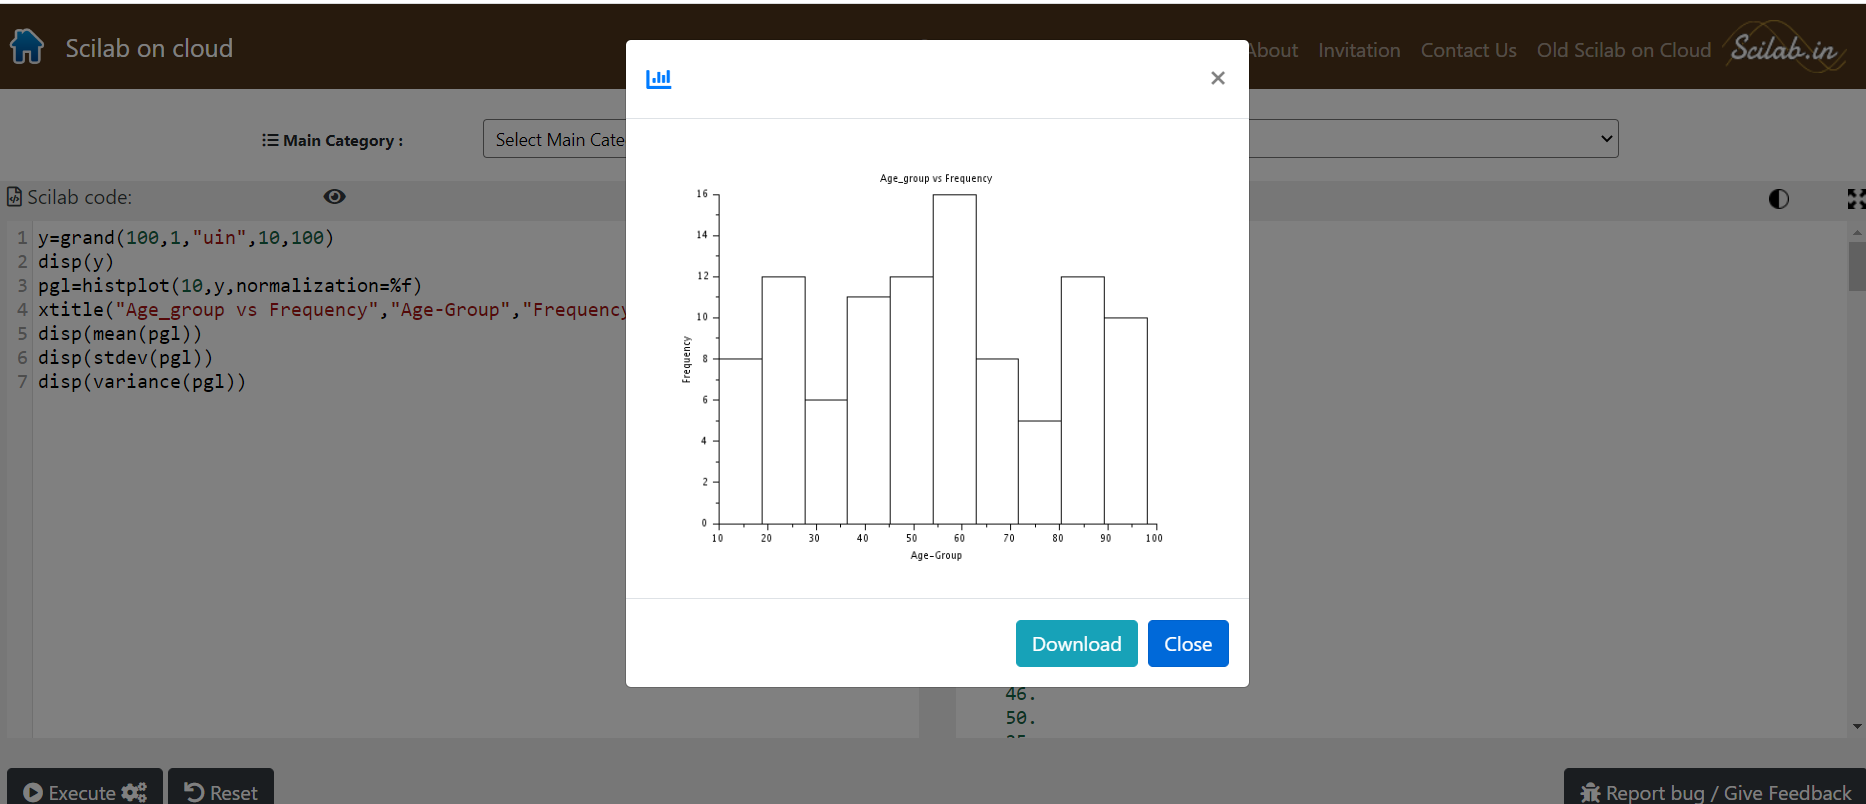 Scilab on cloud
About Invitation Contact Us Old Scilab on Cloud Scilab.in
Main Category :
Select Main Cate
Scilab code:
1 y=grand(100,1,"uin",10,100)
2 disp(y)
3 pgl=histplot(10,y,normalization=%f)
4 xtitle("Age_group vs Frequency","Age-Group","Frequency
5 disp(mean(pgl))
6 disp(stdev(pgl))
7 disp(variance(pgl))
×
Age_group vs Frequency
16
14
12
10
8
6
4
2
0
Frequency
10 20 30 40 50 60 70 80 90 100
Age-Group
Download Close
46.
50.
Execute Reset
Report bug / Give Feedback